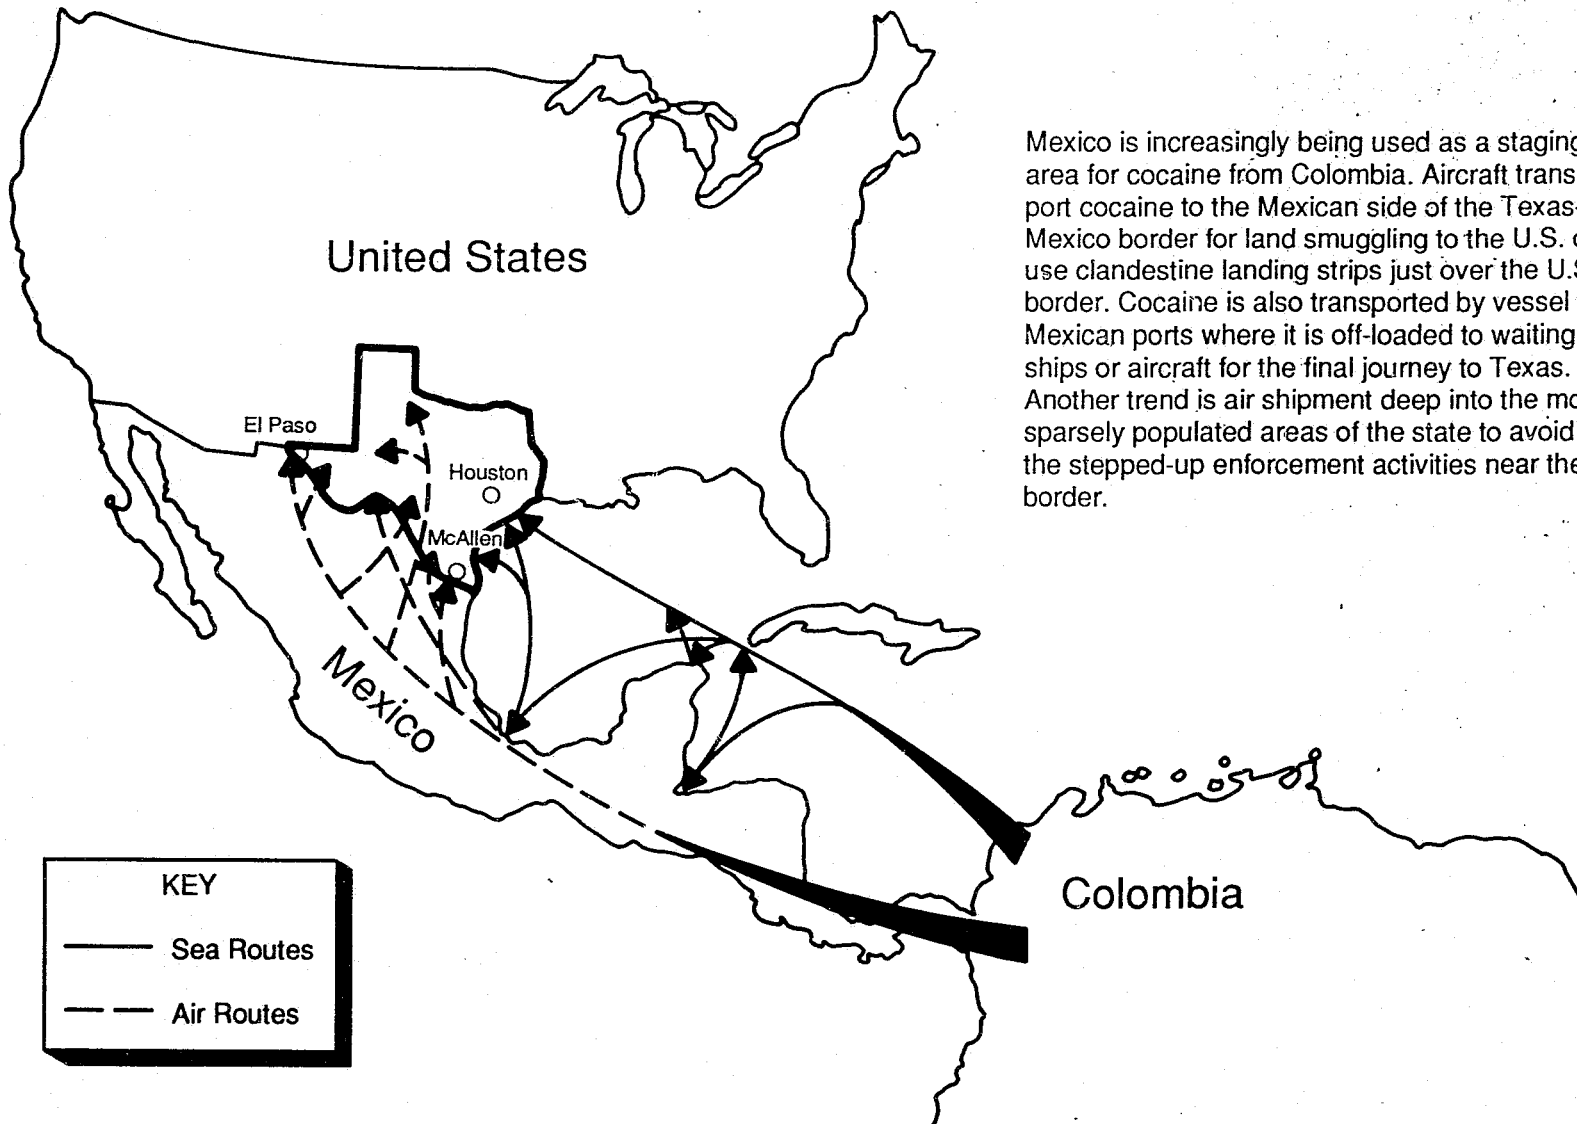 Mexico is increasingly being used as a staging
area for cocaine from Colombia. Aircraft trans
port cocaine to the Mexican side of the Texas-
Mexico border for land smuggling to the U.S.
use clandestine landing strips just over the U.S
border. Cocaine is also transported by vessel
Mexican ports where it is off-loaded to waiting
ships or aircraft for the final journey to Texas.
Another trend is air shipment deep into the
sparsely populated areas of the state to avoid
the stepped-up enforcement activities near the
border.
United States
El Paso
Houston
McAllen
Mexico
Colombia
KEY
Sea Routes
Air Routes